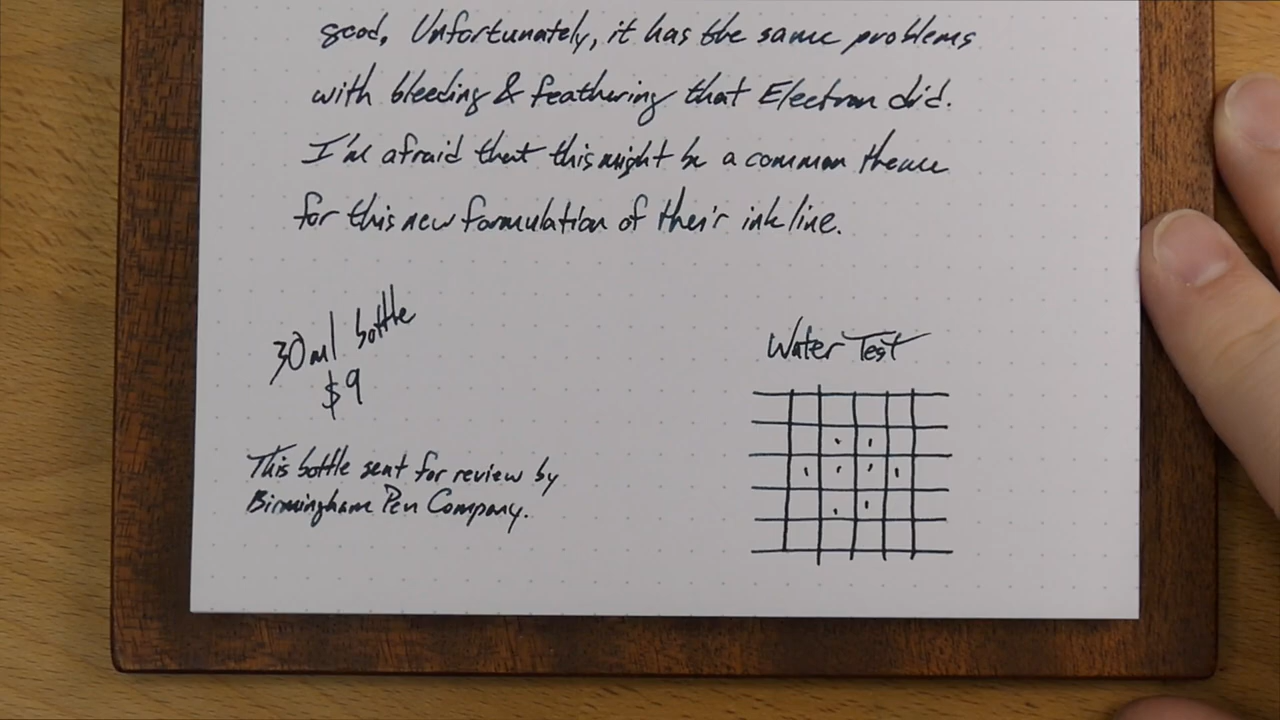 good. Unfortunately, it has the same problems
with bleeding & feathering that Electron did.
I'm afraid that this might be a common theme
for this new formulation of their ink line.
30ml bottle
$9
Water Test
This bottle sent for review by
Birmingham Pen Company.